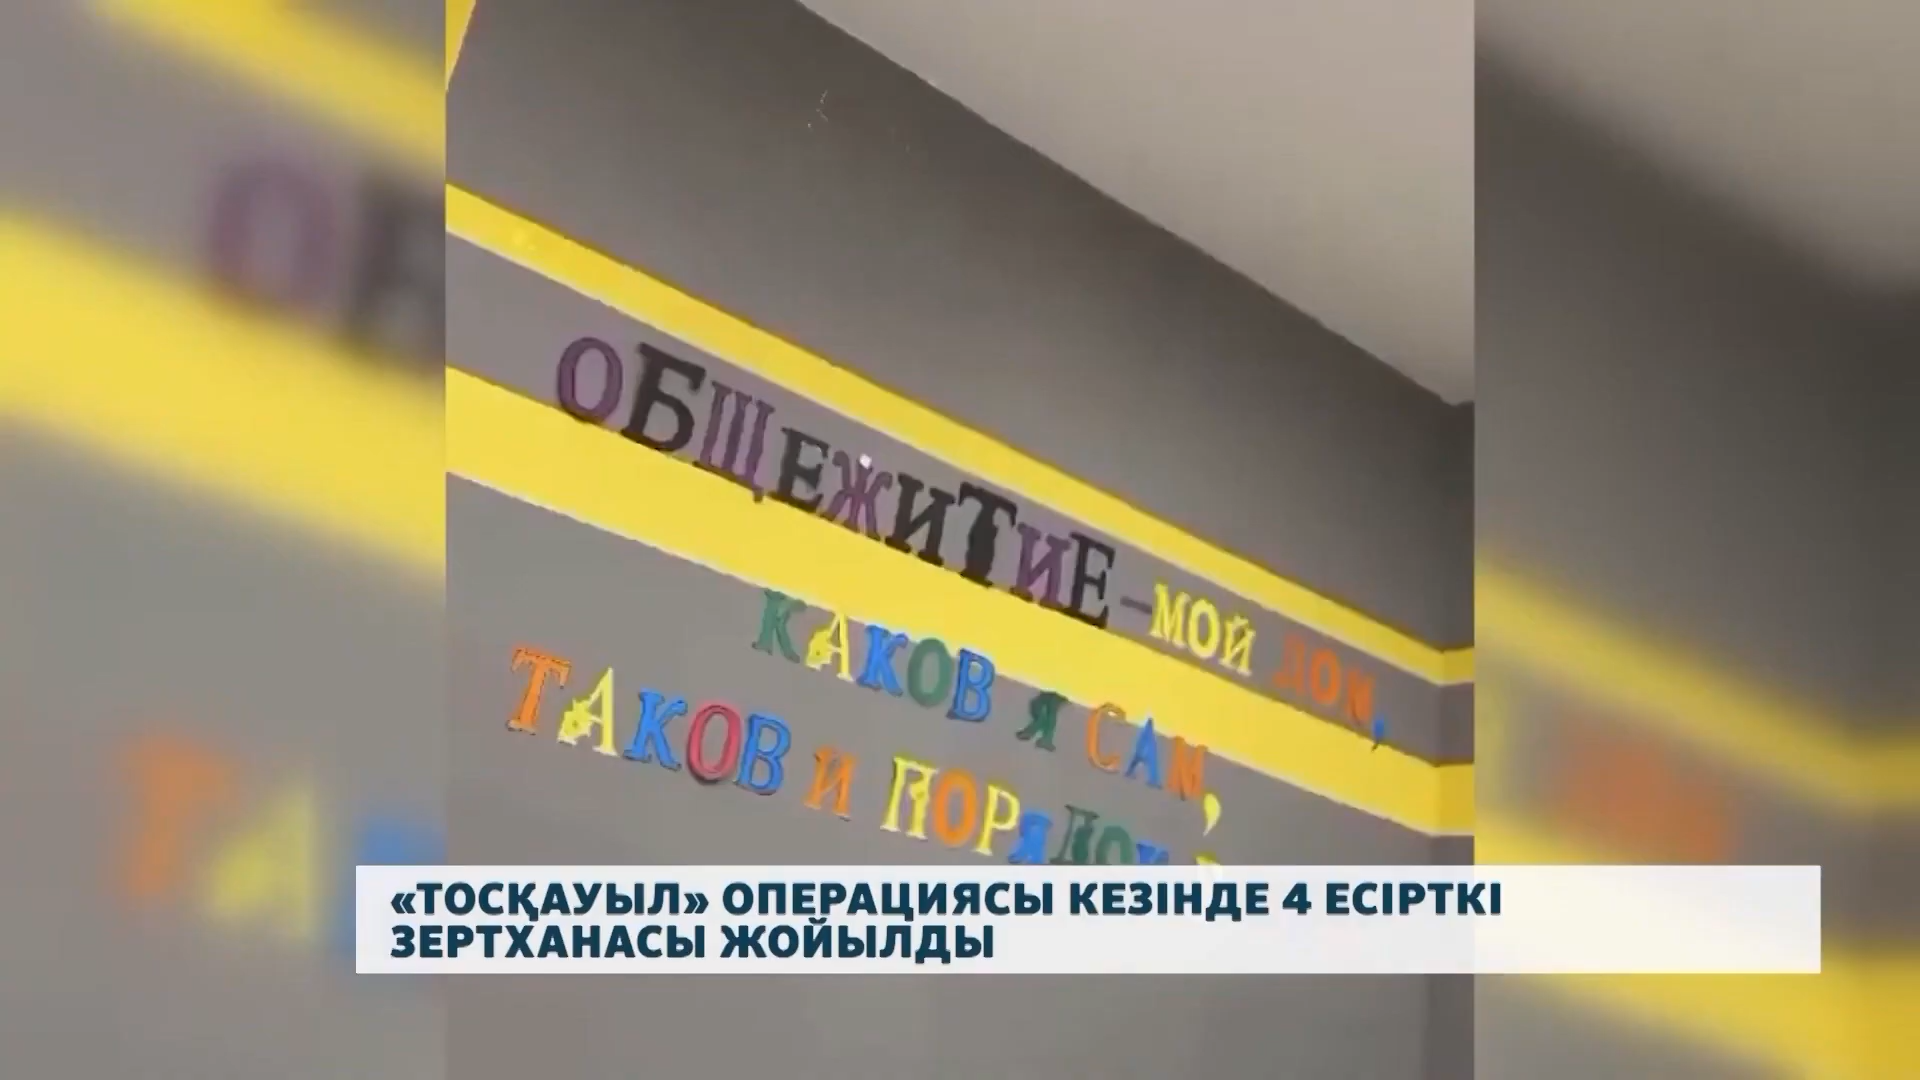 ОБЩЕЖИТИЕ – МОЙ ДОМ,
КАКОВ Я САМ,
ТАКОВ И ПОРЯДОК
«ТОСҚАУЫЛ» ОПЕРАЦИЯСЫ КЕЗІНДЕ 4 ЕСІРТКІ
ЗЕРТХАНАСЫ ЖОЙЫЛДЫ